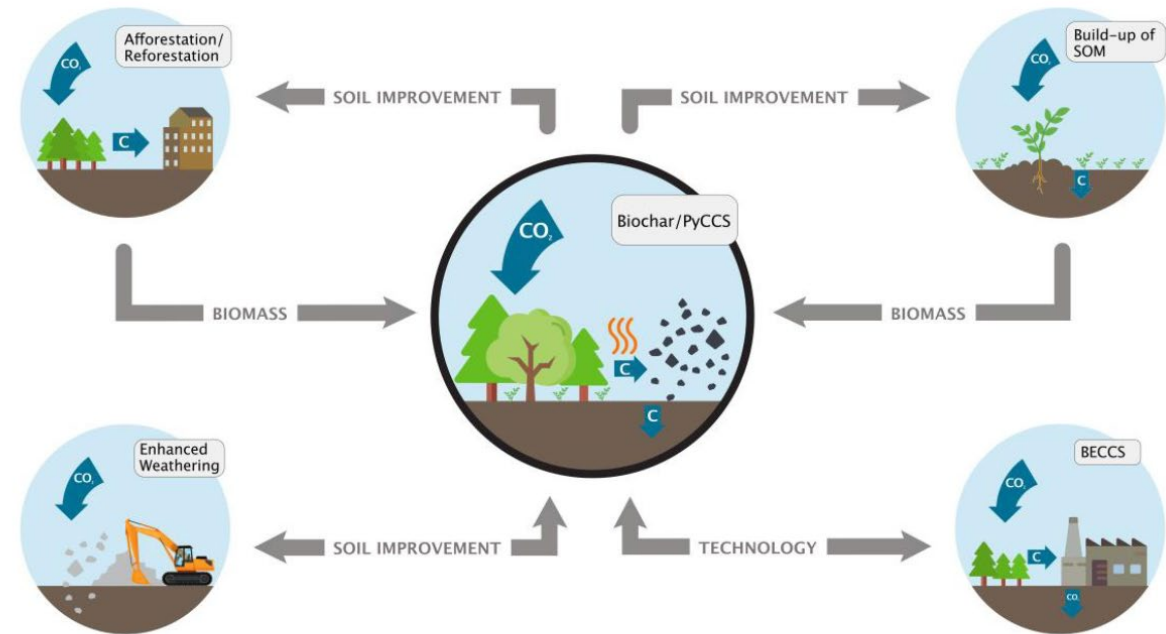 Afforestation/
Reforestation
CO₂
C
SOIL IMPROVEMENT
SOIL IMPROVEMENT
Build-up of
SOM
CO₂
C
BIOMASS
Biochar/PyCCS
CO₂
C
C
BIOMASS
Enhanced
Weathering
CO₂
SOIL IMPROVEMENT
TECHNOLOGY
BECCS
CO₂
C
CO₂